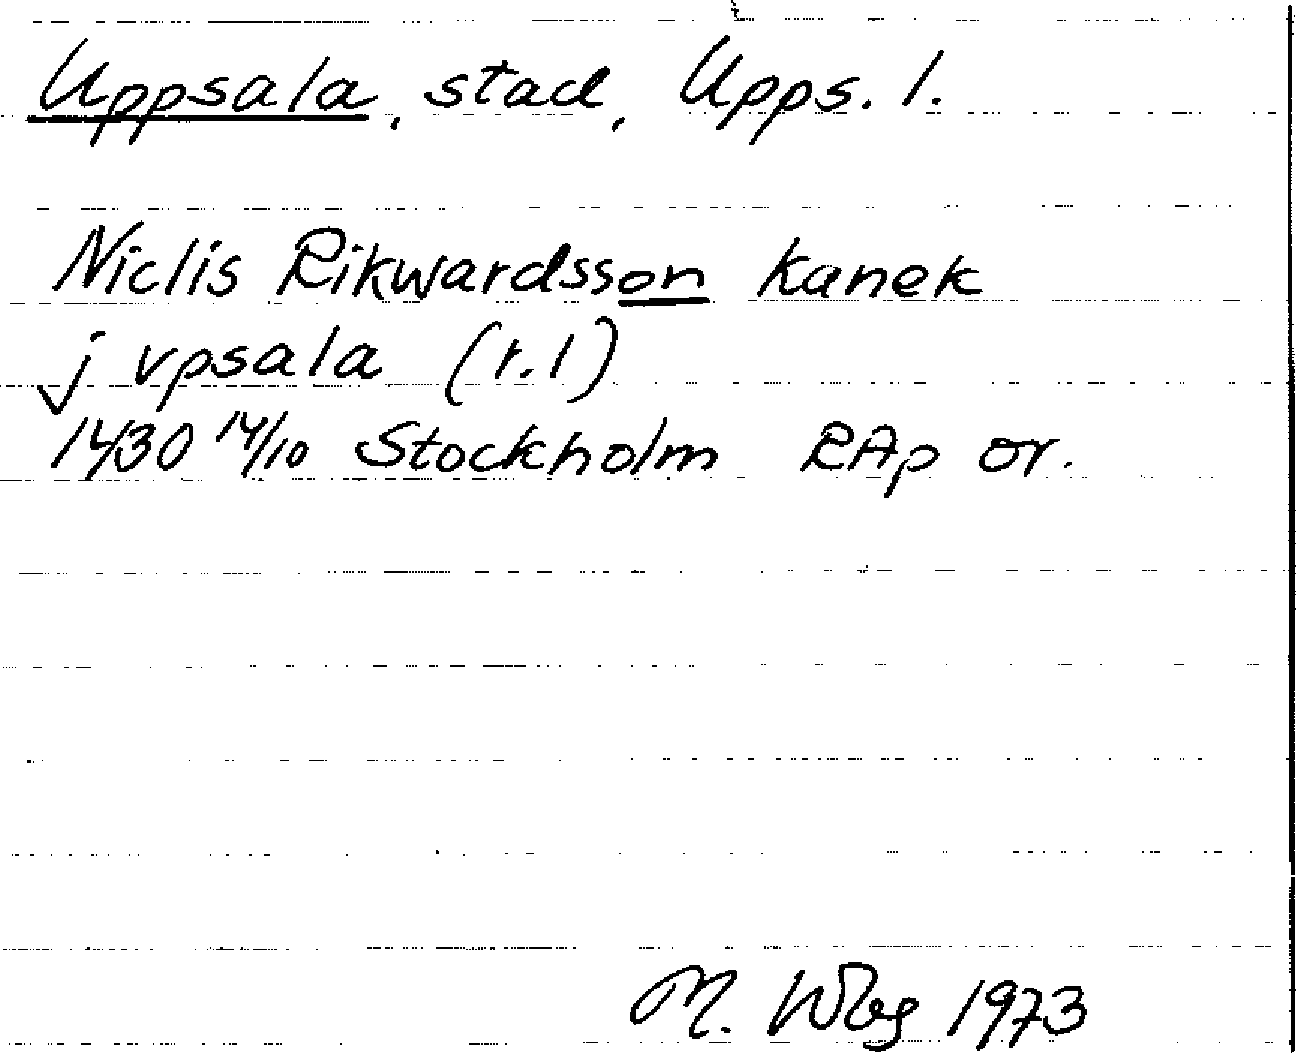 Uppsala, stad, Upps. l.
Niclis Rikwardsson kanek
j vpsala (r.1)
1430 14/10 Stockholm RAp or.
M. Wbg 1973